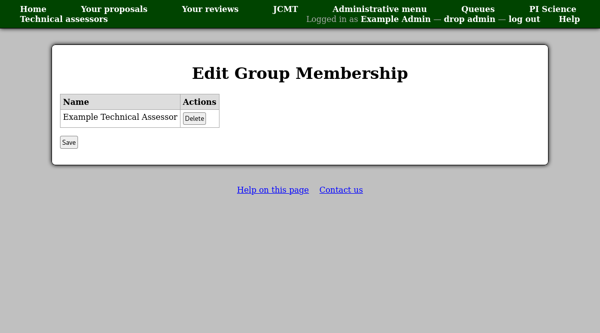 Home Your proposals Your reviews JCMT Administrative menu Queues PI Science
Technical assessors Logged in as Example Admin — drop admin — log out Help
Edit Group Membership
Name Actions
Example Technical Assessor Delete
Save
Help on this page Contact us